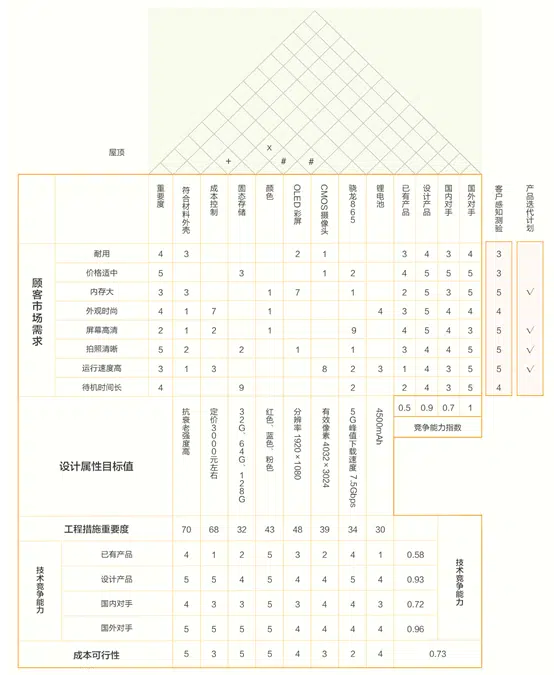 屋顶
x
+ # #
重要度 符合材料外壳 成本控制 固态存储 颜色 OLED彩屏 CMOS摄像头 骁龙865 锂电池 已有产品 设计产品 国内对手 国外对手 客户感知测验 产品迭代计划
顾客市场需求
耐用 4 3 2 1 3 4 3 4 3
价格适中 5 3 1 2 4 5 5 5 3
内存大 3 3 1 7 1 2 5 3 5 5 √
外观时尚 4 1 7 1 4 3 5 4 4 4
屏幕高清 2 1 2 1 9 4 5 4 3 5 √
拍照清晰 5 2 2 1 1 3 4 4 5 5 √
运行速度高 3 1 3 8 2 3 1 4 3 5 5 √
待机时间长 4 9 2 2 4 3 5 4
0.5 0.9 0.7 1
竞争能力指数
设计属性目标值 抗衰老强度高 定价3000元左右 32G、64G、128G 红色、蓝色、粉色 分辨率 1920×1080 有效像素 4032×3024 5G峰值下载速度 7.5Gbps 4500mAh
工程措施重要度 70 68 32 43 48 39 34 30
技术竞争能力
已有产品 4 1 2 5 3 2 4 1 0.58
设计产品 5 5 4 5 4 4 5 4 0.93
国内对手 4 3 3 5 3 4 4 3 0.72
国外对手 5 5 5 5 4 4 4 4 0.96
技术竞争能力
成本可行性 5 3 5 5 4 3 2 4 0.73